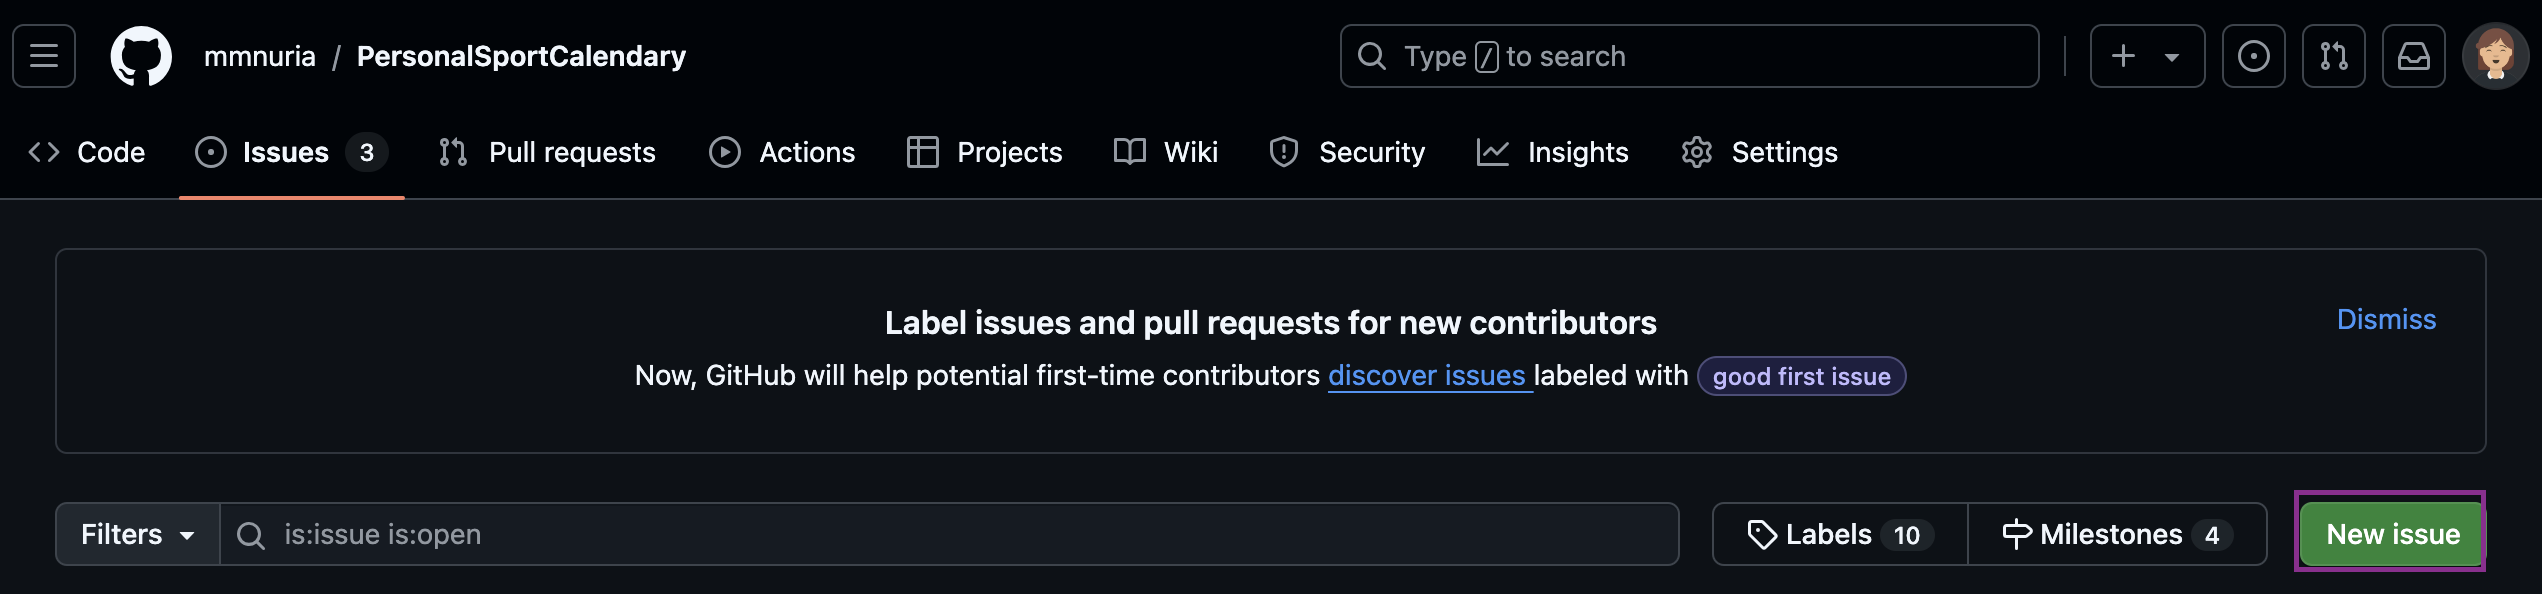 mmnuria / PersonalSportCalendary
Type / to search
Code Issues 3 Pull requests Actions Projects Wiki Security Insights Settings
Label issues and pull requests for new contributors
Dismiss
Now, GitHub will help potential first-time contributors discover issues labeled with good first issue
Filters is:issue is:open Labels 10 Milestones 4 New issue